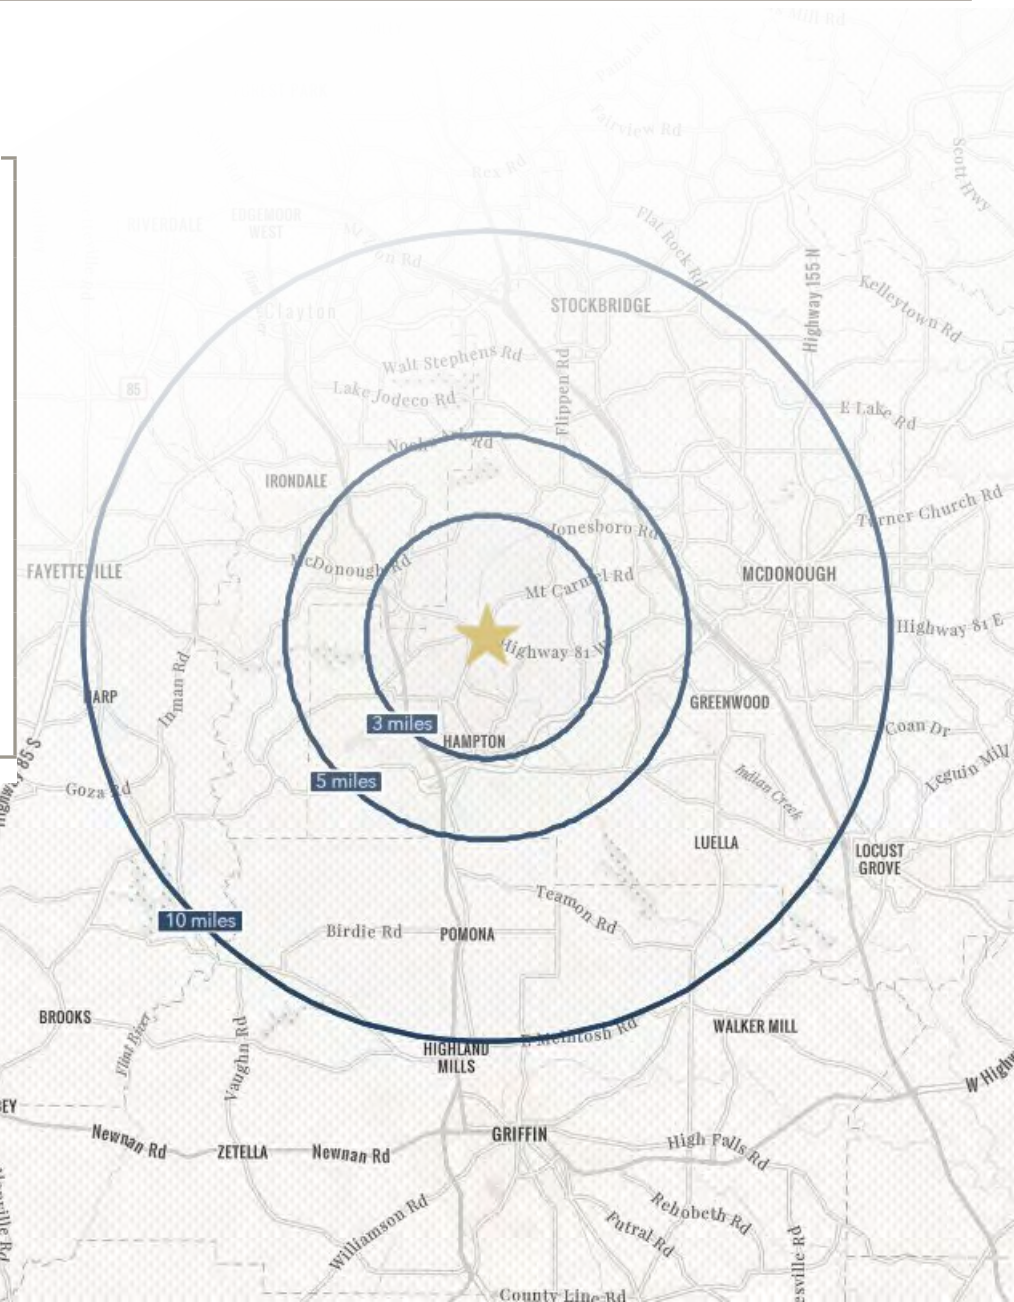 Mill Rd
Panola Rd
Fairview Rd
Scott Hwy
Rex Rd
RIVERDALE
EDGEMOOR
WEST
Flat Rock Rd
Highway 155 N
Kelleytown Rd
Clayton
STOCKBRIDGE
Walt Stephens Rd
Flippen Rd
85
Lake Jodeco Rd
E Lake Rd
IRONDALE
Turner Church Rd
Jonesboro Rd
McDonough Rd
FAYETTEVILLE
Mt Carmel Rd
MCDONOUGH
Highway 81 W
Highway 81 E
Inman Rd
GREENWOOD
3 miles
HAMPTON
Coan Dr
5 miles
Goza Rd
Indian Creek
Leguin Mill
LUELLA
LOCUST
GROVE
Teamon Rd
10 miles
Birdie Rd
POMONA
BROOKS
Flint River
Vaughn Rd
E McIntosh Rd
WALKER MILL
HIGHLAND
MILLS
Newnan Rd
ZETELLA
Newnan Rd
GRIFFIN
High Falls Rd
Williamson Rd
Rehobeth Rd
Futral Rd
County Line Rd